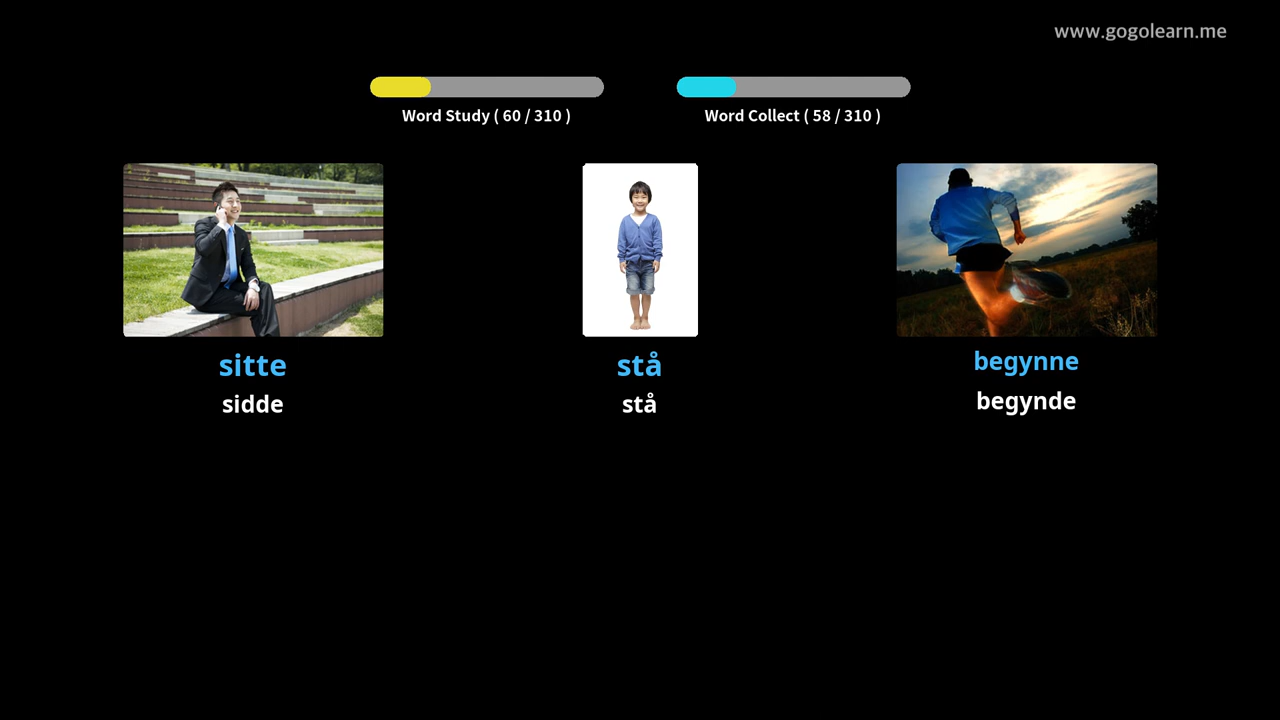 www.gogolearn.me
Word Study ( 60 / 310 )
Word Collect ( 58 / 310 )
sitte
sidde
stå
stå
begynne
begynde